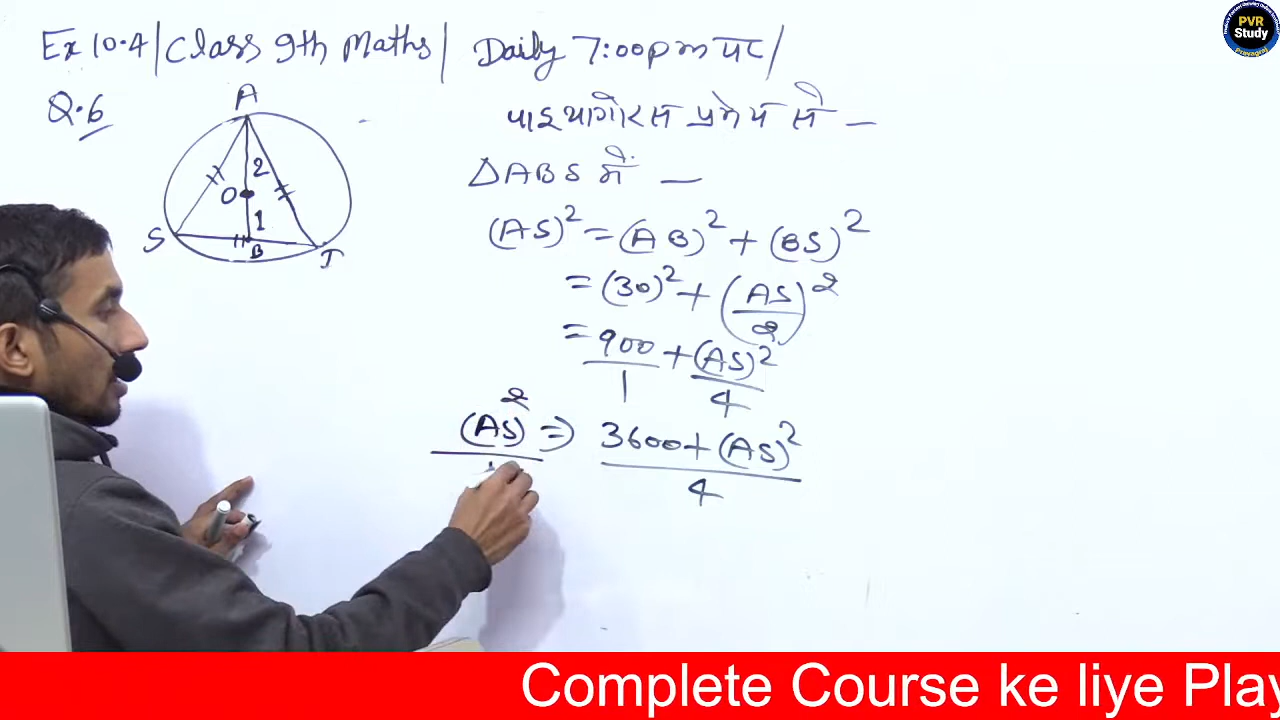 Ex 10.4 | Class 9th Maths | Daily 7:00pm पर |
PVR
Study
Prayagraj
Q.6
A
2
O
1
S
B
J
पाइथागोरस प्रमेय से —
△ABS में —
(AS)² = (AB)² + (BS)²
= (30)² + (AS/2)²
= 900/1 + (AS)²/4
(AS)² ⇒ 3600 + (AS)²/4
Complete Course ke liye Play